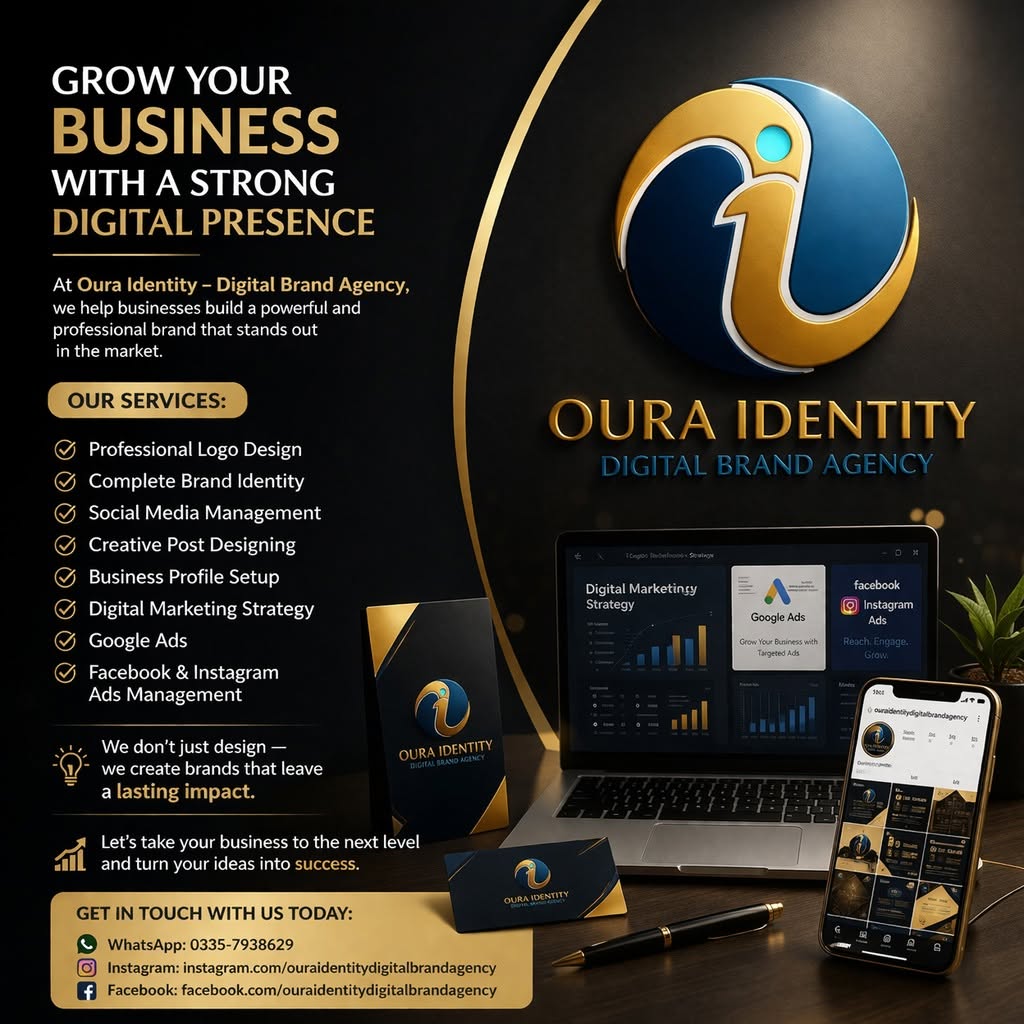 GROW YOUR
BUSINESS
WITH A STRONG
DIGITAL PRESENCE
At Oura Identity – Digital Brand Agency,
we help businesses build a powerful and
professional brand that stands out
in the market.
OUR SERVICES:
Professional Logo Design
Complete Brand Identity
Social Media Management
Creative Post Designing
Business Profile Setup
Digital Marketing Strategy
Google Ads
Facebook & Instagram
Ads Management
We don't just design —
we create brands that leave
a lasting impact.
Let's take your business to the next level
and turn your ideas into success.
GET IN TOUCH WITH US TODAY:
WhatsApp: 0335-7938629
Instagram: instagram.com/ouraidentitydigitalbrandagency
Facebook: facebook.com/ouraidentitydigitalbrandagency
OURA IDENTITY
DIGITAL BRAND AGENCY
Digital Marketing
Strategy
Google Ads
Grow Your Business with
Targeted Ads.
facebook
Instagram
Ads
Reach. Engage.
Grow.
OURA IDENTITY
DIGITAL BRAND AGENCY
OURA IDENTITY
DIGITAL BRAND AGENCY
ouraidentitydigitalbrandagency